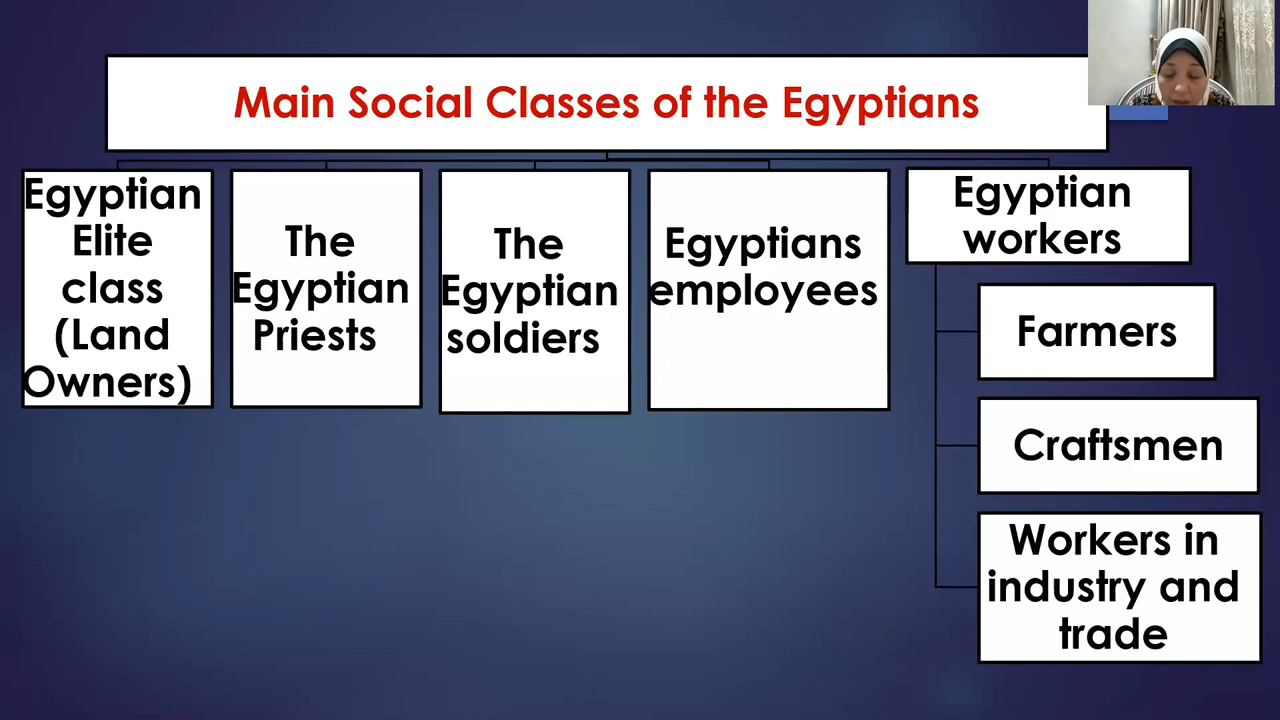 Main Social Classes of the Egyptians
Egyptian
Elite
class
(Land
Owners)
The
Egyptian
Priests
The
Egyptian
soldiers
Egyptians
employees
Egyptian
workers
Farmers
Craftsmen
Workers in
industry and
trade